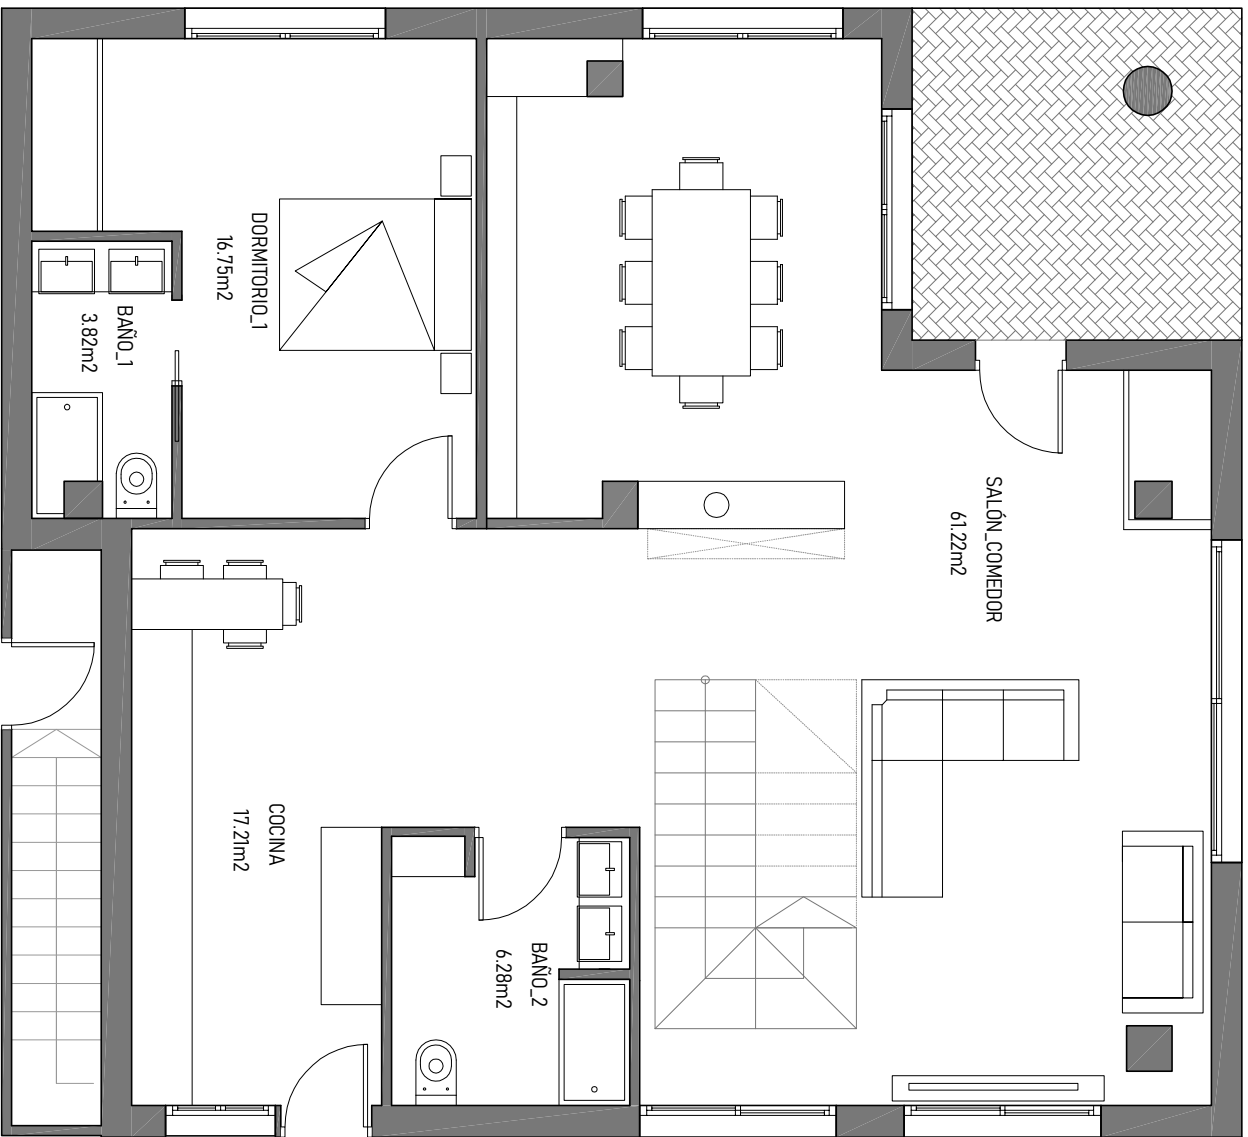 DORMITORIO_1
16.75m2
BAÑO_1
3.82m2
SALÓN_COMEDOR
61.22m2
COCINA
17.21m2
BAÑO_2
6.28m2